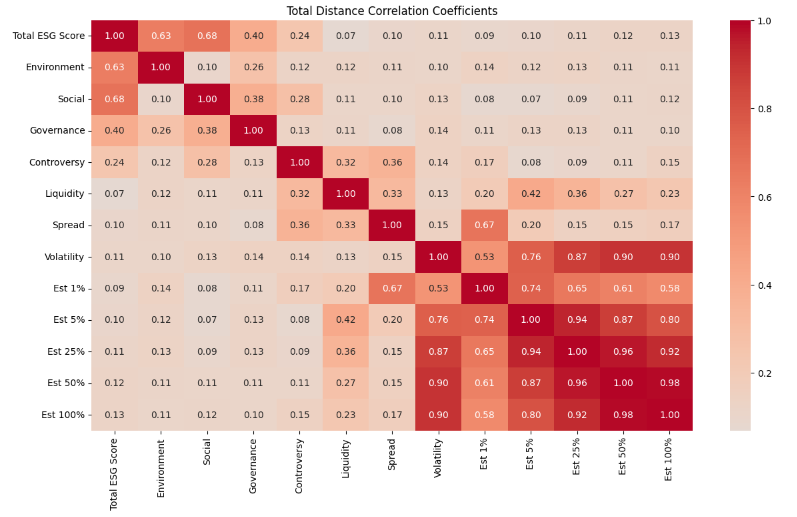 Total Distance Correlation Coefficients
Total ESG Score 1.00 0.63 0.68 0.40 0.24 0.07 0.10 0.11 0.09 0.10 0.11 0.12 0.13
Environment 0.63 1.00 0.10 0.26 0.12 0.12 0.11 0.10 0.14 0.12 0.13 0.11 0.11
Social 0.68 0.10 1.00 0.38 0.28 0.11 0.10 0.13 0.08 0.07 0.09 0.11 0.12
Governance 0.40 0.26 0.38 1.00 0.13 0.11 0.08 0.14 0.11 0.13 0.13 0.11 0.10
Controversy 0.24 0.12 0.28 0.13 1.00 0.32 0.36 0.14 0.17 0.08 0.09 0.11 0.15
Liquidity 0.07 0.12 0.11 0.11 0.32 1.00 0.33 0.13 0.20 0.42 0.36 0.27 0.23
Spread 0.10 0.11 0.10 0.08 0.36 0.33 1.00 0.15 0.67 0.20 0.15 0.15 0.17
Volatility 0.11 0.10 0.13 0.14 0.14 0.13 0.15 1.00 0.53 0.76 0.87 0.90 0.90
Est 1% 0.09 0.14 0.08 0.11 0.17 0.20 0.67 0.53 1.00 0.74 0.65 0.61 0.58
Est 5% 0.10 0.12 0.07 0.13 0.08 0.42 0.20 0.76 0.74 1.00 0.94 0.87 0.80
Est 25% 0.11 0.13 0.09 0.13 0.09 0.36 0.15 0.87 0.65 0.94 1.00 0.96 0.92
Est 50% 0.12 0.11 0.11 0.11 0.11 0.27 0.15 0.90 0.61 0.87 0.96 1.00 0.98
Est 100% 0.13 0.11 0.12 0.10 0.15 0.23 0.17 0.90 0.58 0.80 0.92 0.98 1.00
Total ESG Score
Environment
Social
Governance
Controversy
Liquidity
Spread
Volatility
Est 1%
Est 5%
Est 25%
Est 50%
Est 100%
1.0
0.8
0.6
0.4
0.2